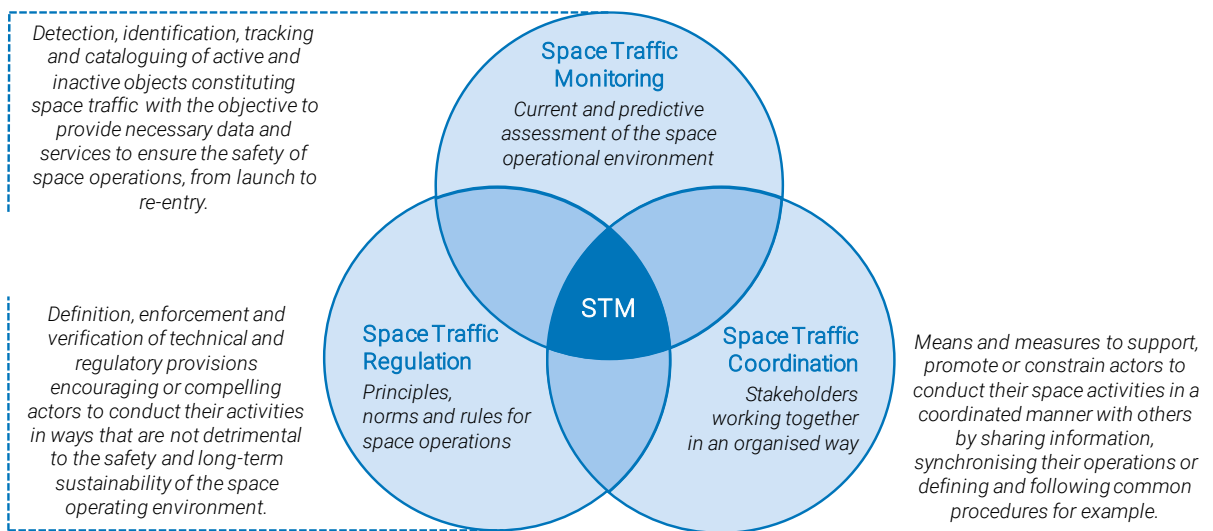 Detection, identification, tracking
and cataloguing of active and
inactive objects constituting
space traffic with the objective to
provide necessary data and
services to ensure the safety of
space operations, from launch to
re-entry.
Space Traffic
Monitoring
Current and predictive
assessment of the space
operational environment
STM
Definition, enforcement and
verification of technical and
regulatory provisions
encouraging or compelling
actors to conduct their activities
in ways that are not detrimental
to the safety and long-term
sustainability of the space
operating environment.
Space Traffic
Regulation
Principles,
norms and rules for
space operations
Space Traffic
Coordination
Stakeholders
working together
in an organised way
Means and measures to support,
promote or constrain actors to
conduct their space activities in a
coordinated manner with others
by sharing information,
synchronising their operations or
defining and following common
procedures for example.